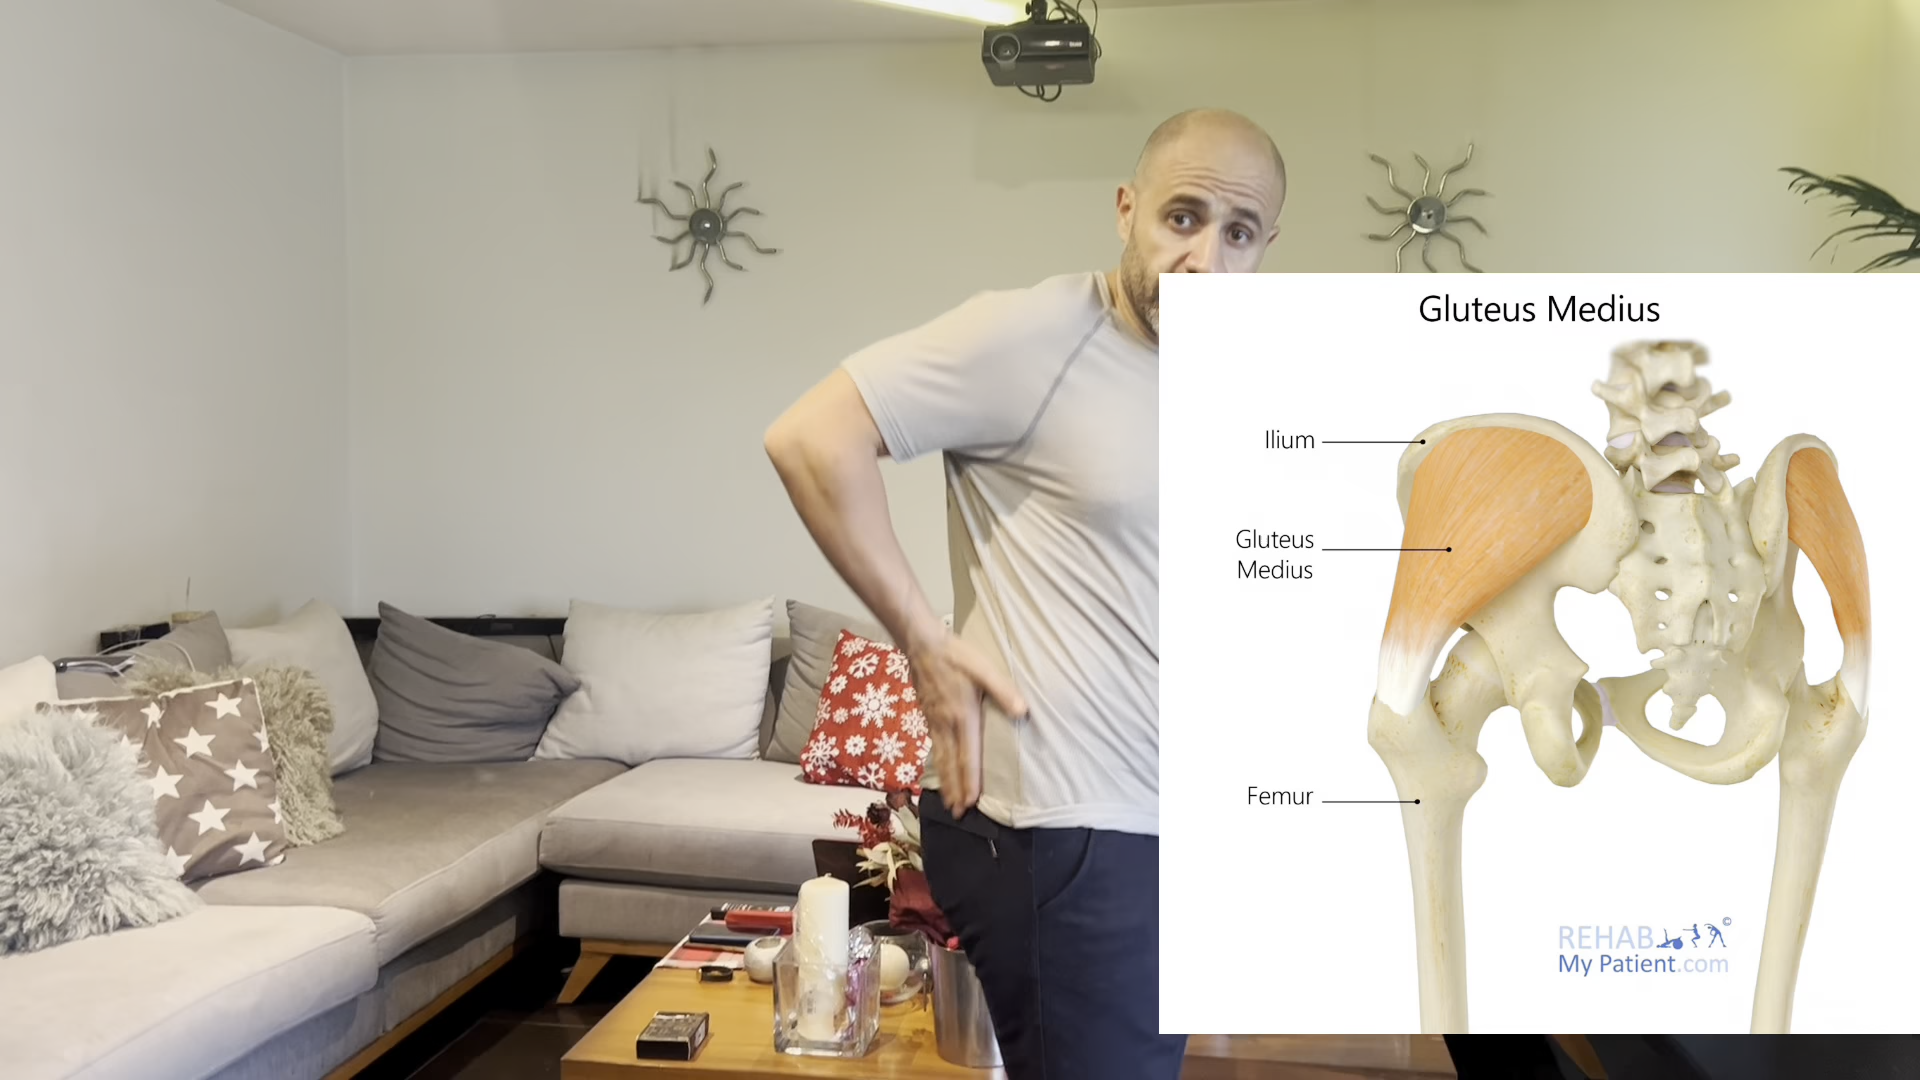 Gluteus Medius
Ilium
Gluteus
Medius
Femur
REHAB
My Patient.com